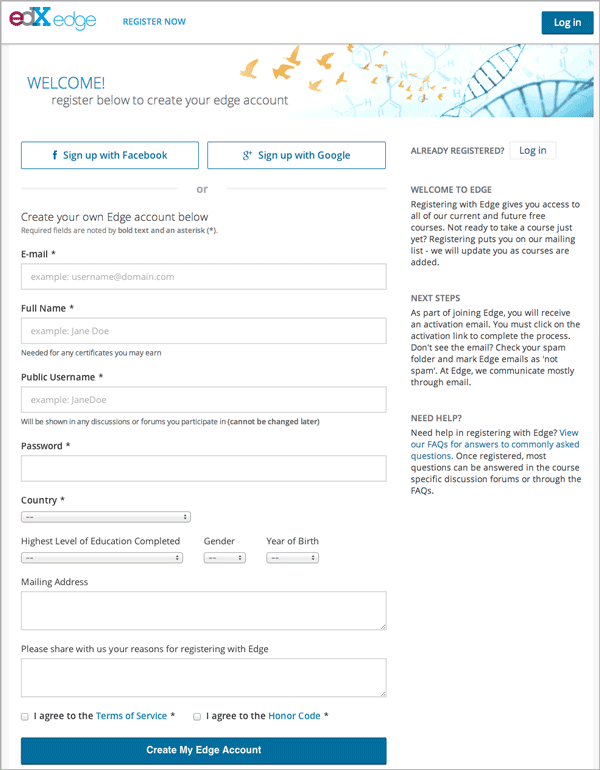 edX edge REGISTER NOW Log in
WELCOME!
register below to create your edge account
f Sign up with Facebook
g+ Sign up with Google
or
Create your own Edge account below
Required fields are noted by bold text and an asterisk (*).
E-mail *
example: username@domain.com
Full Name *
example: Jane Doe
Needed for any certificates you may earn
Public Username *
example: JaneDoe
Will be shown in any discussions or forums you participate in (cannot be changed later)
Password *
Country *
--
Highest Level of Education Completed Gender Year of Birth
-- -- --
Mailing Address
Please share with us your reasons for registering with Edge
I agree to the Terms of Service * I agree to the Honor Code *
Create My Edge Account
ALREADY REGISTERED? Log in
WELCOME TO EDGE
Registering with Edge gives you access to
all of our current and future free
courses. Not ready to take a course just
yet? Registering puts you on our mailing
list - we will update you as courses are
added.
NEXT STEPS
As part of joining Edge, you will receive
an activation email. You must click on the
activation link to complete the process.
Don't see the email? Check your spam
folder and mark Edge emails as 'not
spam'. At Edge, we communicate mostly
through email.
NEED HELP?
Need help in registering with Edge? View
our FAQs for answers to commonly asked
questions. Once registered, most
questions can be answered in the course
specific discussion forums or through the
FAQs.